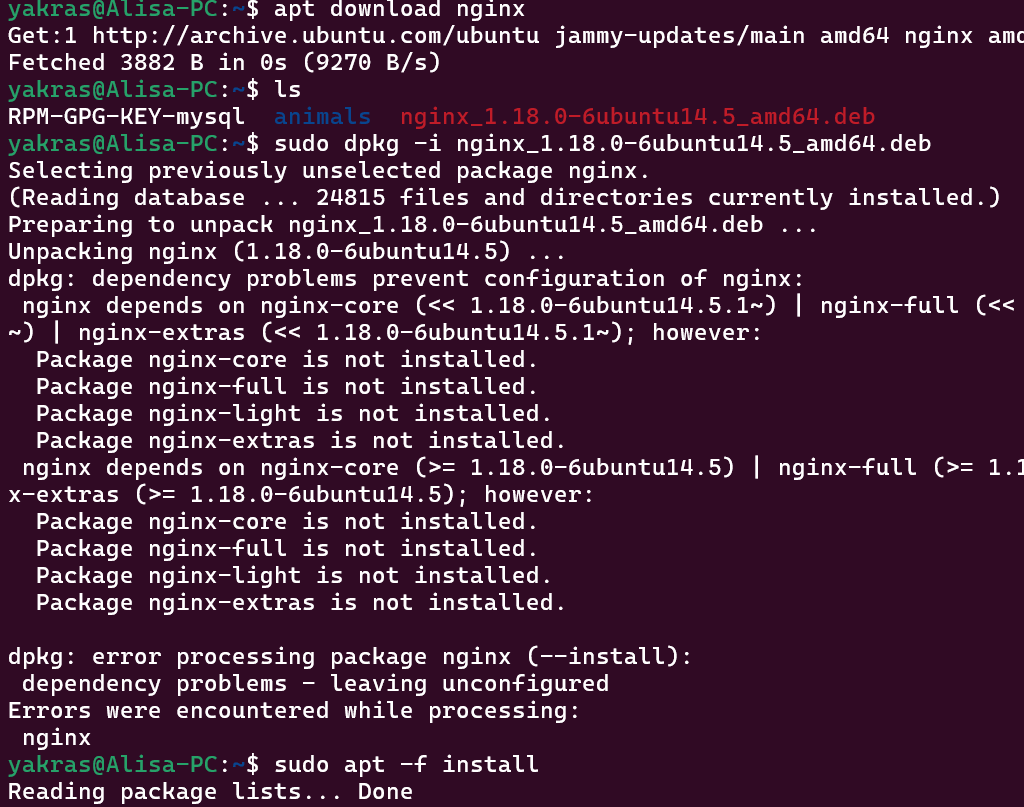 yakras@Alisa-PC:~$ apt download nginx
Get:1 http://archive.ubuntu.com/ubuntu jammy-updates/main amd64 nginx
Fetched 3882 B in 0s (9270 B/s)
yakras@Alisa-PC:~$ ls
RPM-GPG-KEY-mysql  animals  nginx_1.18.0-6ubuntu14.5_amd64.deb
yakras@Alisa-PC:~$ sudo dpkg -i nginx_1.18.0-6ubuntu14.5_amd64.deb
Selecting previously unselected package nginx.
(Reading database ... 24815 files and directories currently installed.)
Preparing to unpack nginx_1.18.0-6ubuntu14.5_amd64.deb ...
Unpacking nginx (1.18.0-6ubuntu14.5) ...
dpkg: dependency problems prevent configuration of nginx:
 nginx depends on nginx-core (<< 1.18.0-6ubuntu14.5.1~) | nginx-full (<<
~) | nginx-extras (<< 1.18.0-6ubuntu14.5.1~); however:
  Package nginx-core is not installed.
  Package nginx-full is not installed.
  Package nginx-light is not installed.
  Package nginx-extras is not installed.
 nginx depends on nginx-core (>= 1.18.0-6ubuntu14.5) | nginx-full (>=
x-extras (>= 1.18.0-6ubuntu14.5); however:
  Package nginx-core is not installed.
  Package nginx-full is not installed.
  Package nginx-light is not installed.
  Package nginx-extras is not installed.

dpkg: error processing package nginx (--install):
 dependency problems - leaving unconfigured
Errors were encountered while processing:
 nginx
yakras@Alisa-PC:~$ sudo apt -f install
Reading package lists... Done